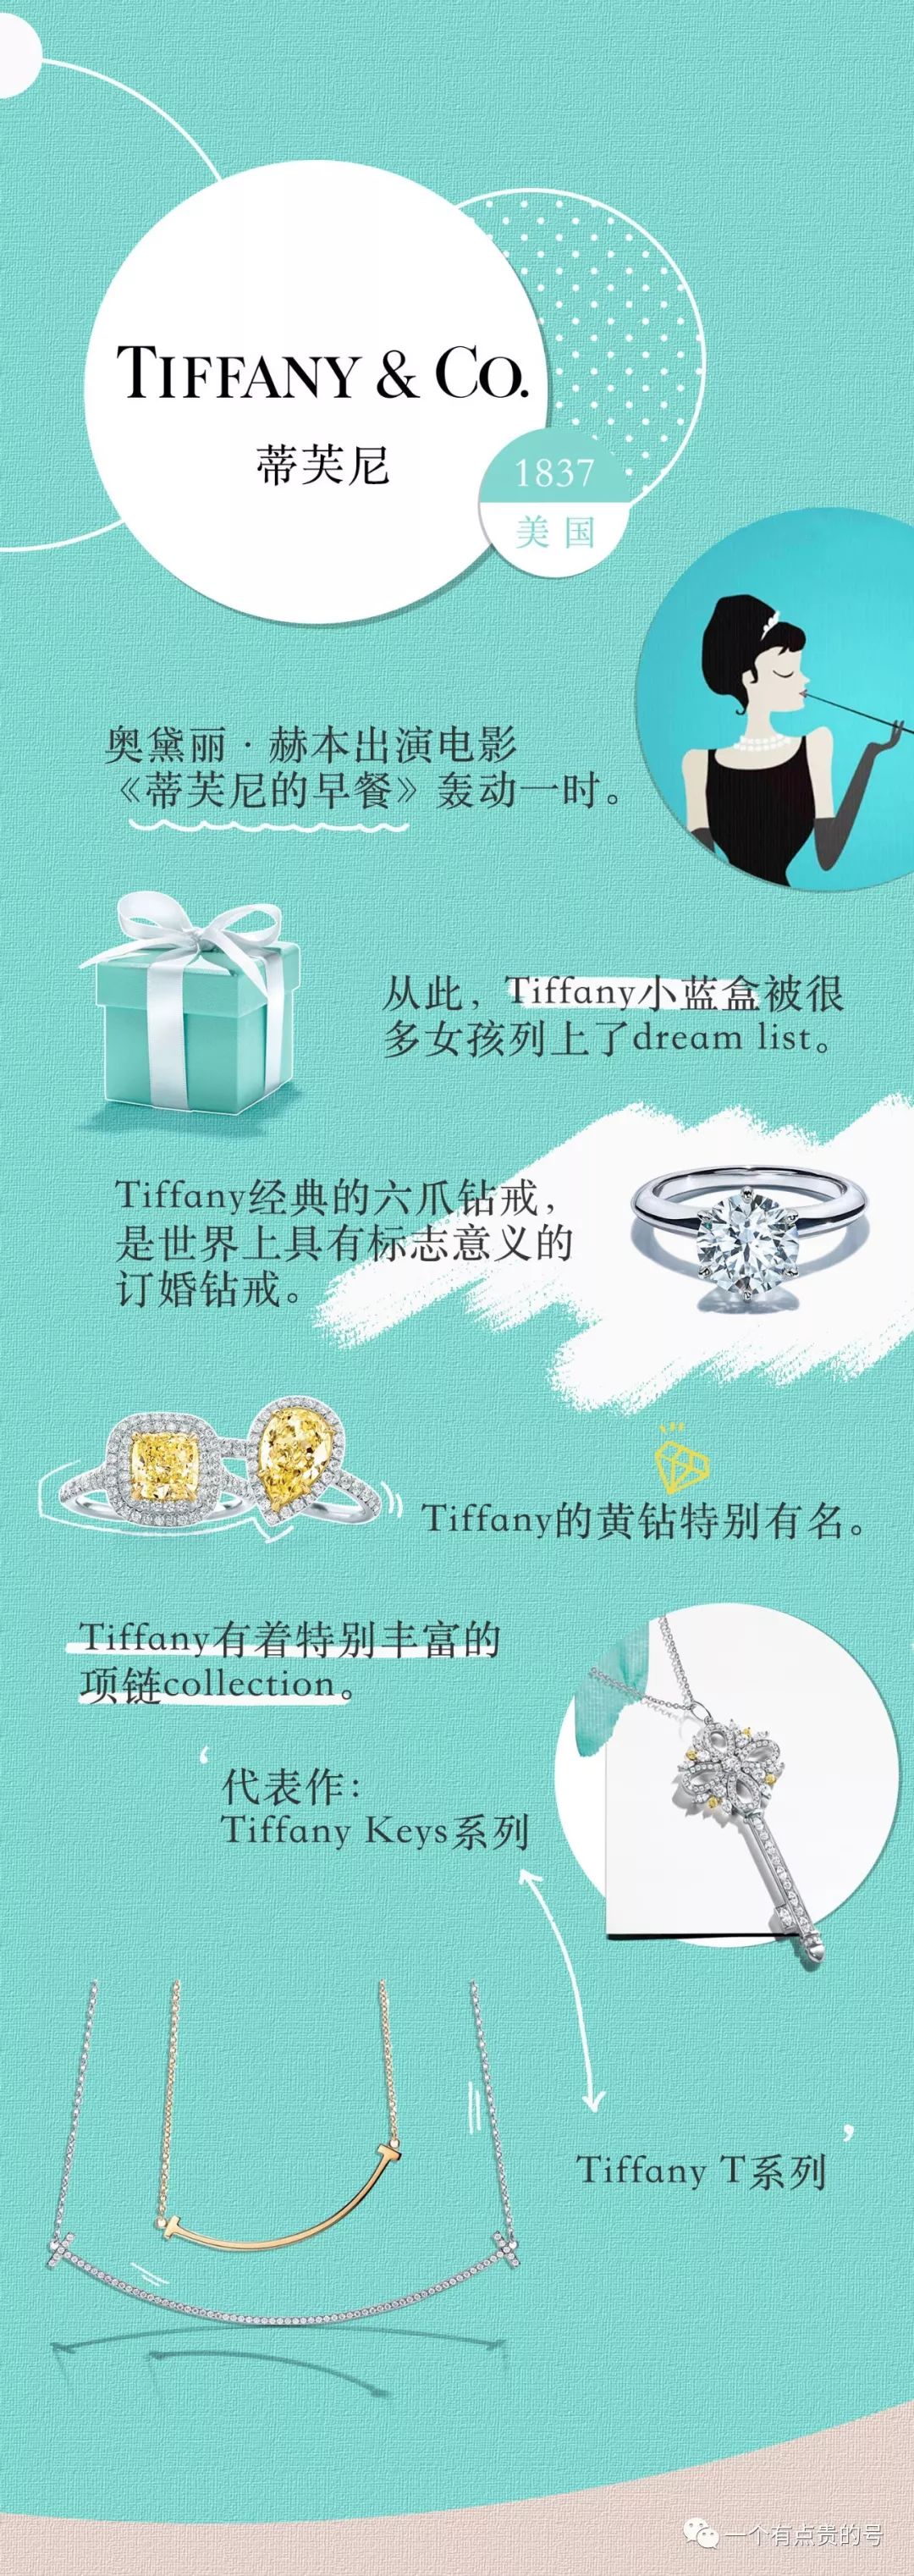 TIFFANY & CO.
蒂芙尼
1837
美国
奥黛丽·赫本出演电影
《蒂芙尼的早餐》轰动一时。
从此，Tiffany小蓝盒被很
多女孩列上了dream list。
Tiffany经典的六爪钻戒，
是世界上具有标志意义的
订婚钻戒。
Tiffany的黄钻特别有名。
Tiffany有着特别丰富的
项链collection。
‘
代表作：
Tiffany Keys系列
Tiffany T系列
’
一个有点贵的号